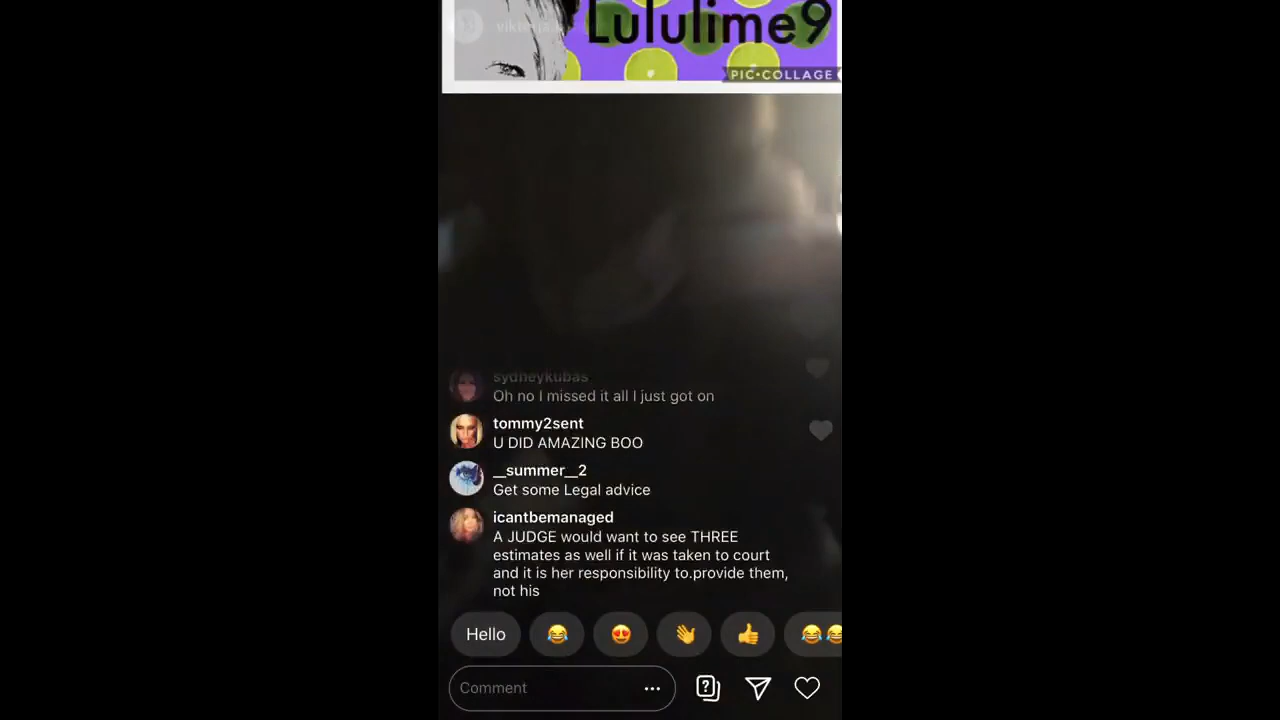 Lululime9
PIC•COLLAGE
sydneykubas
Oh no I missed it all I just got on
tommy2sent
U DID AMAZING BOO
__summer__2
Get some Legal advice
icantbemanaged
A JUDGE would want to see THREE
estimates as well if it was taken to court
and it is her responsibility to.provide them,
not his
Hello
Comment